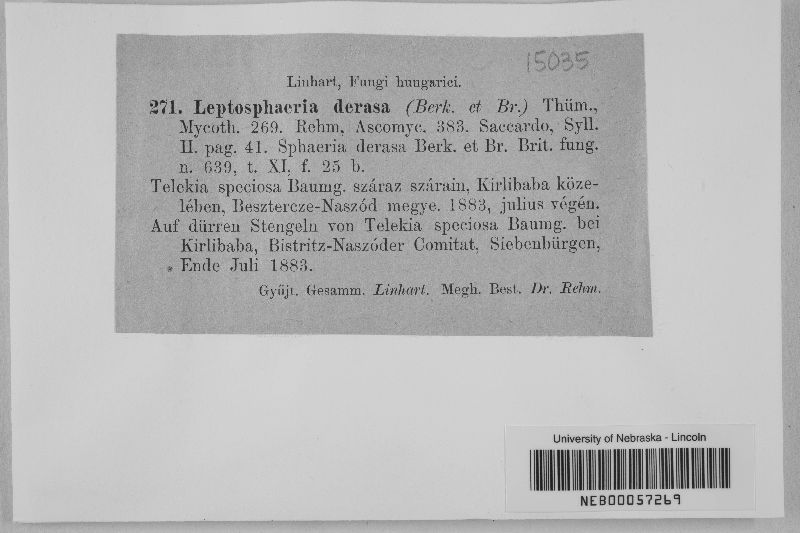 15035
Linhart, Fungi hungarici.
271. Leptosphaeria derasa (Berk. et Br.) Thüm.,
Mycoth. 269. Rehm, Ascomyc. 383. Saccardo, Syll.
II. pag. 41. Sphaeria derasa Berk. et Br. Brit. fung.
n. 639, t. XI, f. 25 b.
Telekia speciosa Baumg. száraz szárain, Kirlibaba köze-
lében, Besztercze-Naszód megye. 1883, julius végén.
Auf dürren Stengeln von Telekia speciosa Baumg. bei
Kirlibaba, Bistritz-Naszóder Comitat, Siebenbürgen,
Ende Juli 1883.
Gyűjt. Gesamm. Linhart. Megh. Best. Dr. Rehm.
University of Nebraska - Lincoln
NEB00057269